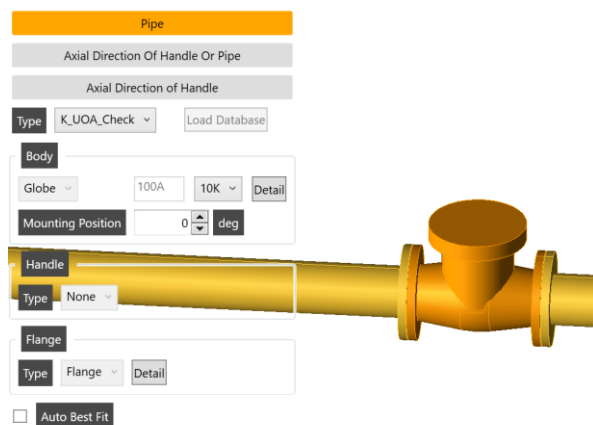 Pipe
Axial Direction Of Handle Or Pipe
Axial Direction of Handle
Type K_UOA_Check Load Database
Body
Globe 100A 10K Detail
Mounting Position 0 deg
Handle
Type None
Flange
Type Flange Detail
Auto Best Fit